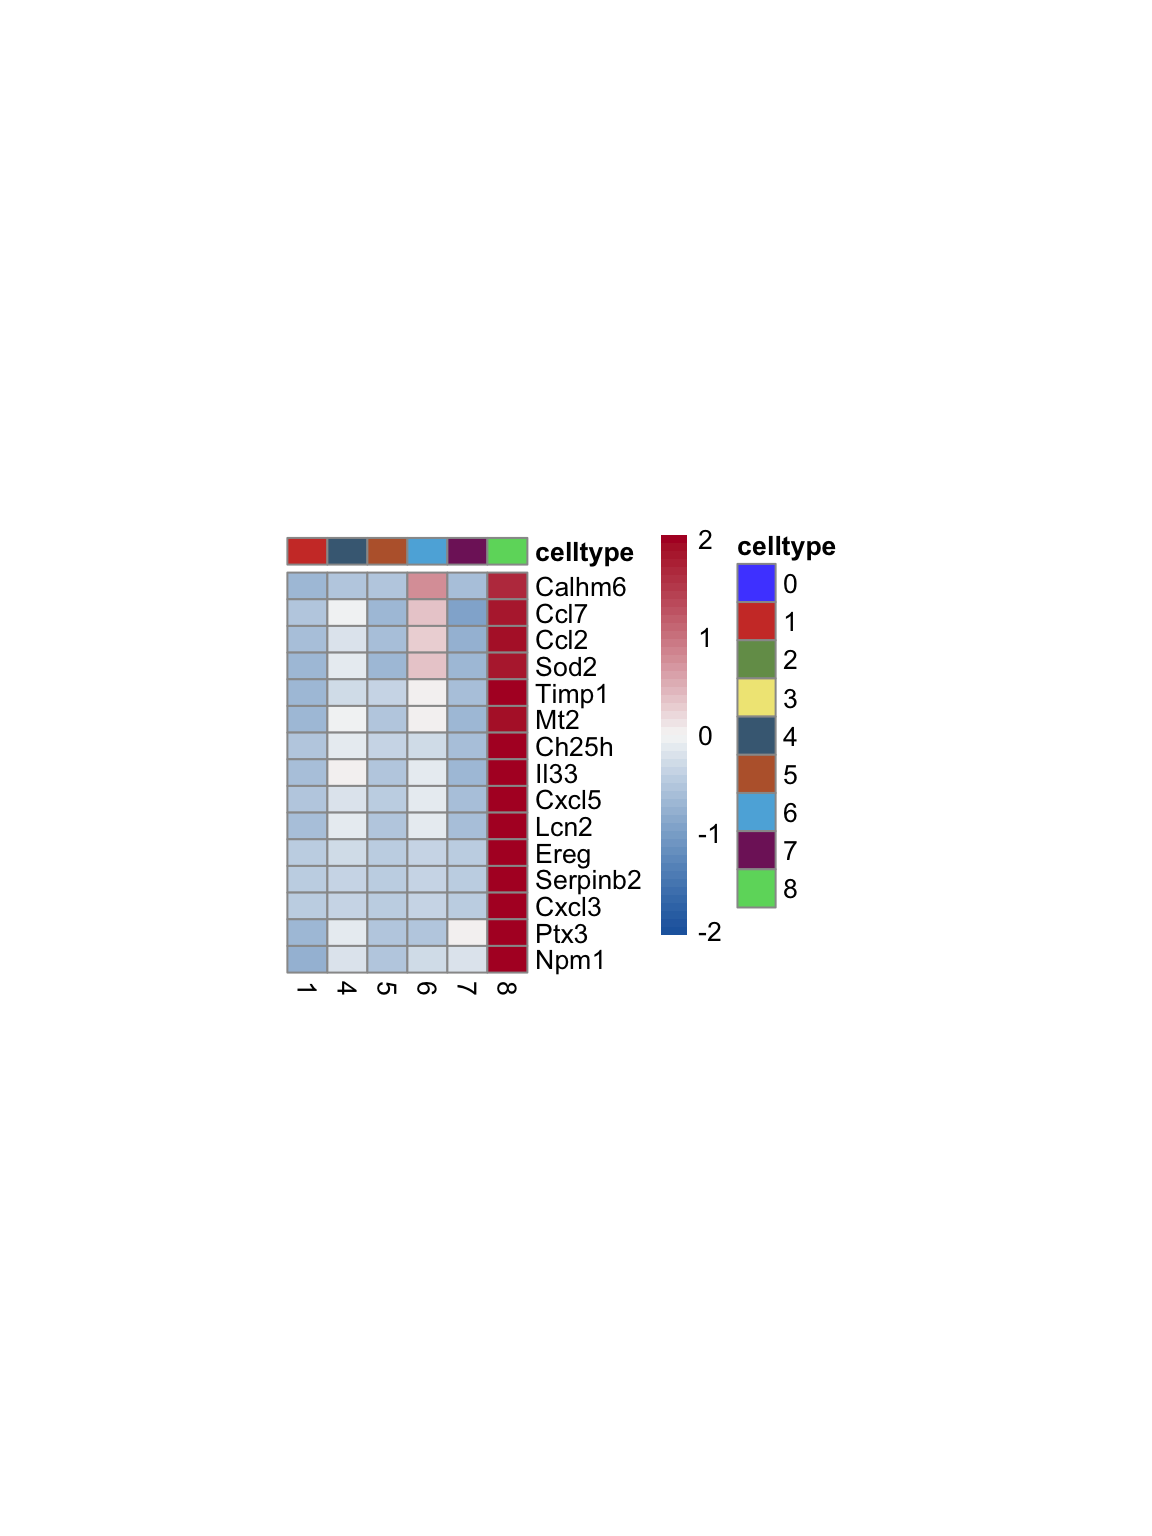 celltype
Calhm6
Ccl7
Ccl2
Sod2
Timp1
Mt2
Ch25h
Il33
Cxcl5
Lcn2
Ereg
Serpinb2
Cxcl3
Ptx3
Npm1
1 4 5 6 7 8
2
1
0
-1
-2
celltype
0
1
2
3
4
5
6
7
8